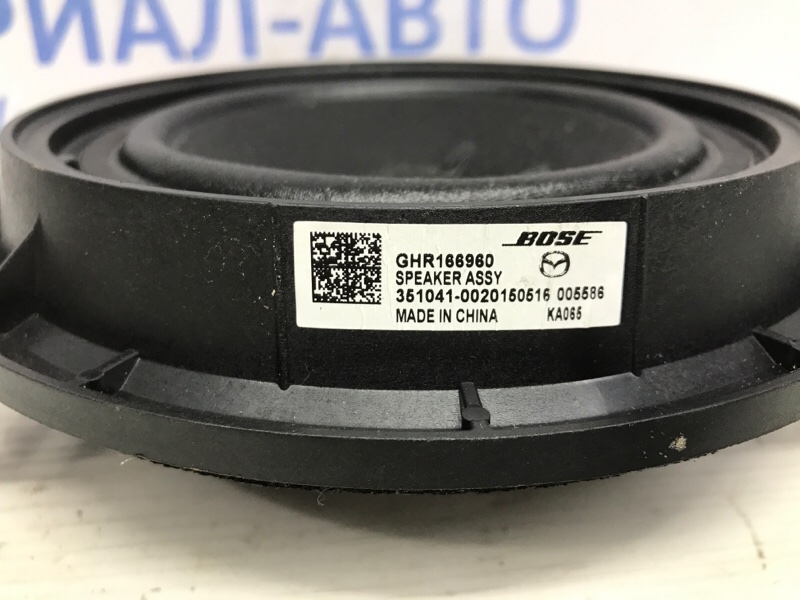 РИАЛ-АВТО
BOSE
GHR166960
SPEAKER ASSY
351041-0020150516 005586
MADE IN CHINA KA065